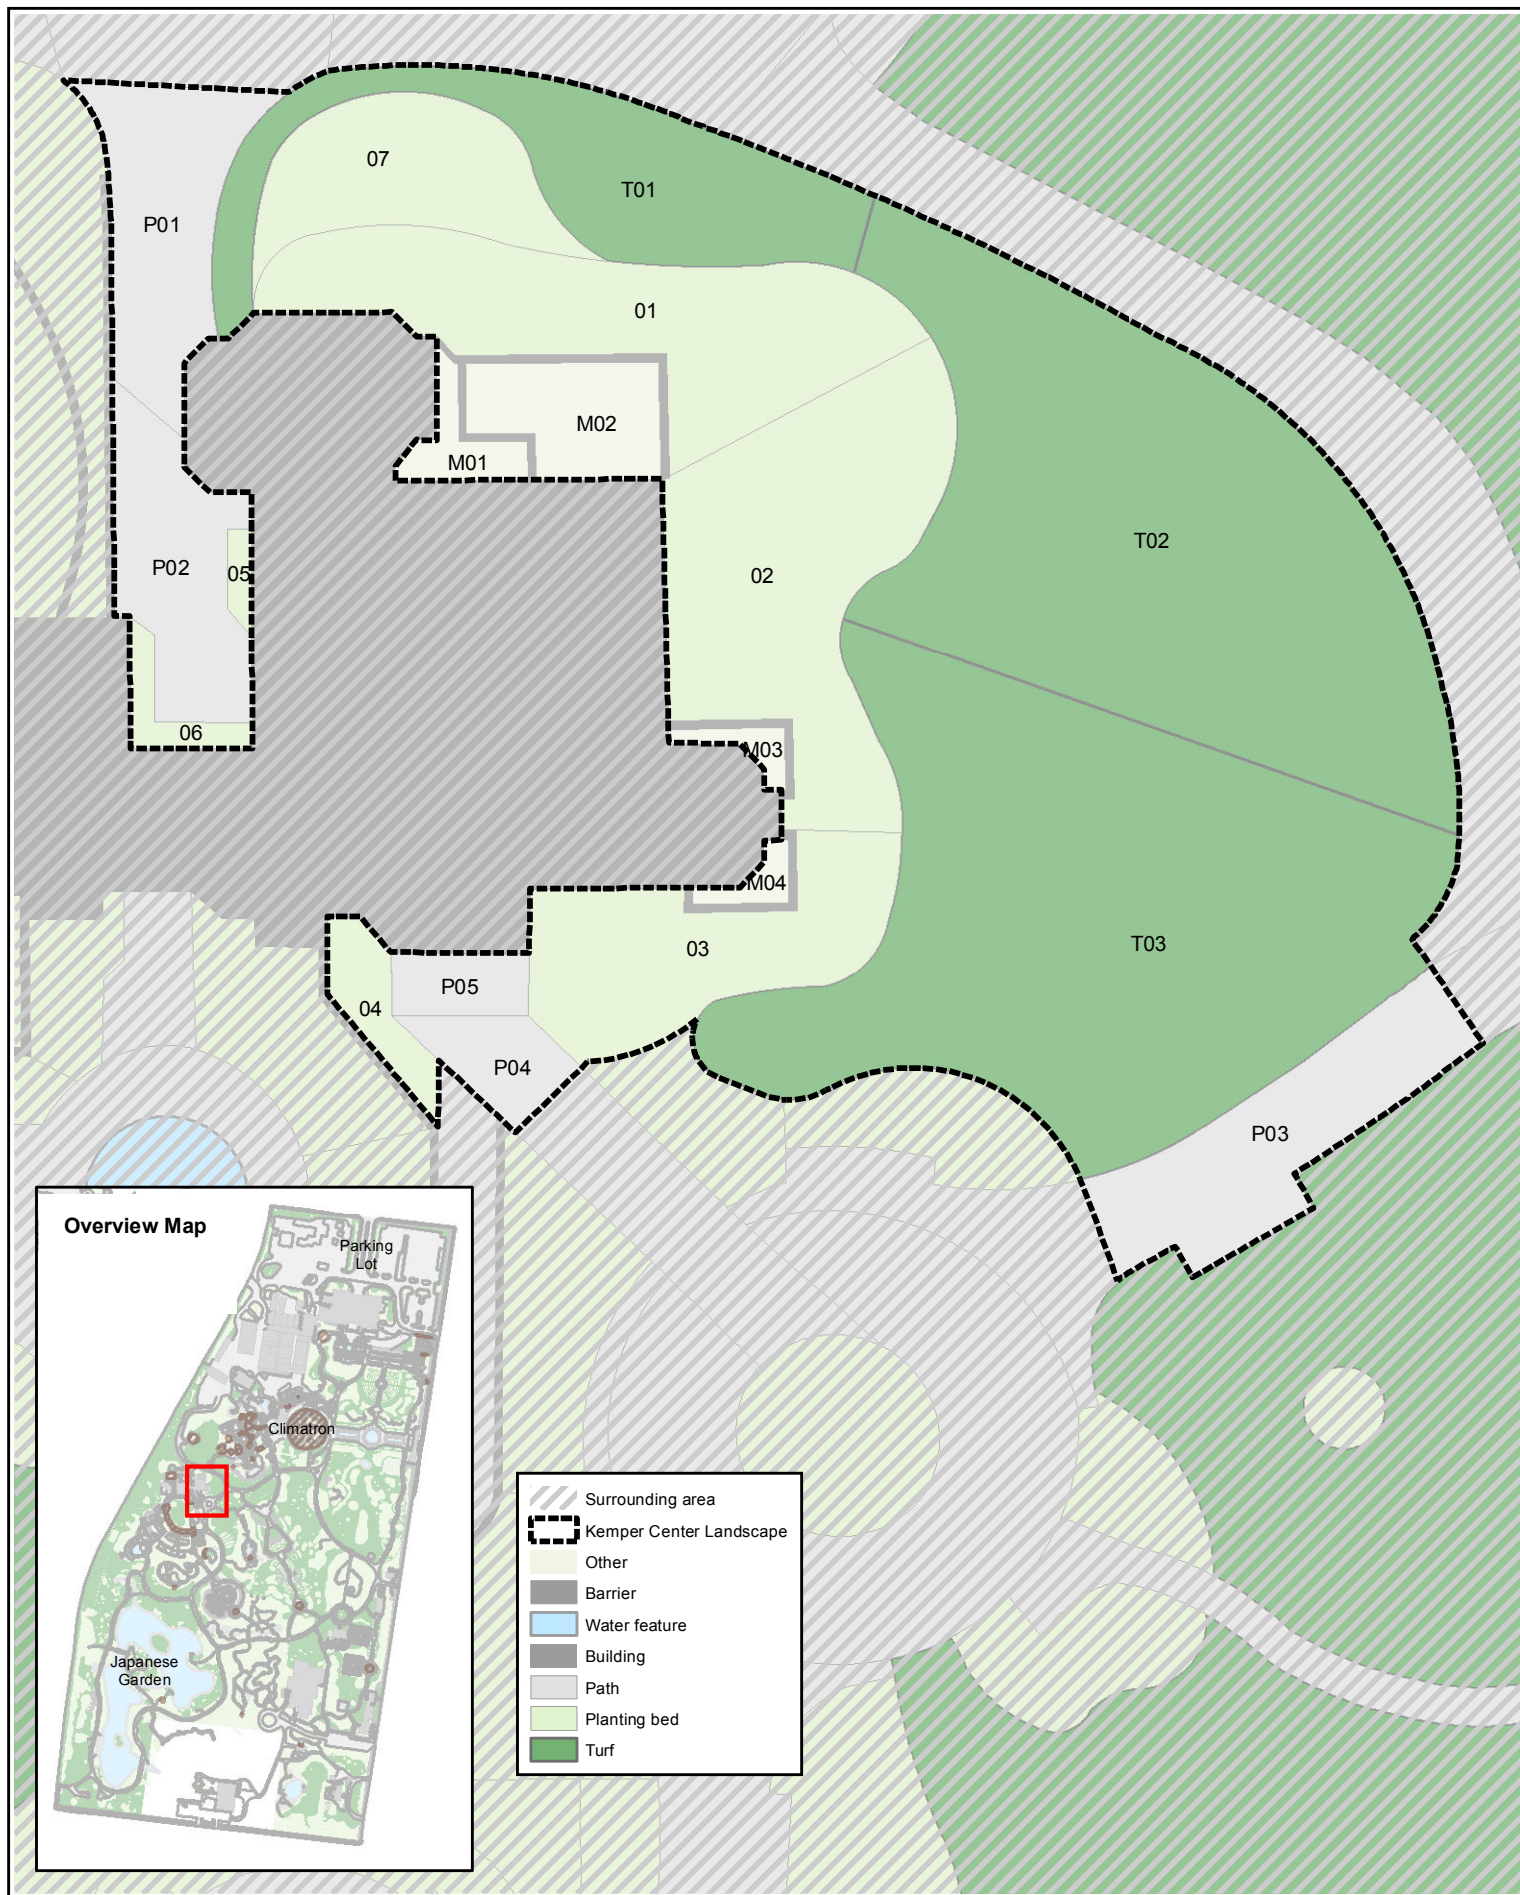 07
T01
P01
01
M02
M01
T02
P02
05
02
06
M03
M04
T03
03
P05
04
P04
P03
Overview Map
Parking
Lot
Climatron
Japanese
Garden
Surrounding area
Kemper Center Landscape
Other
Barrier
Water feature
Building
Path
Planting bed
Turf